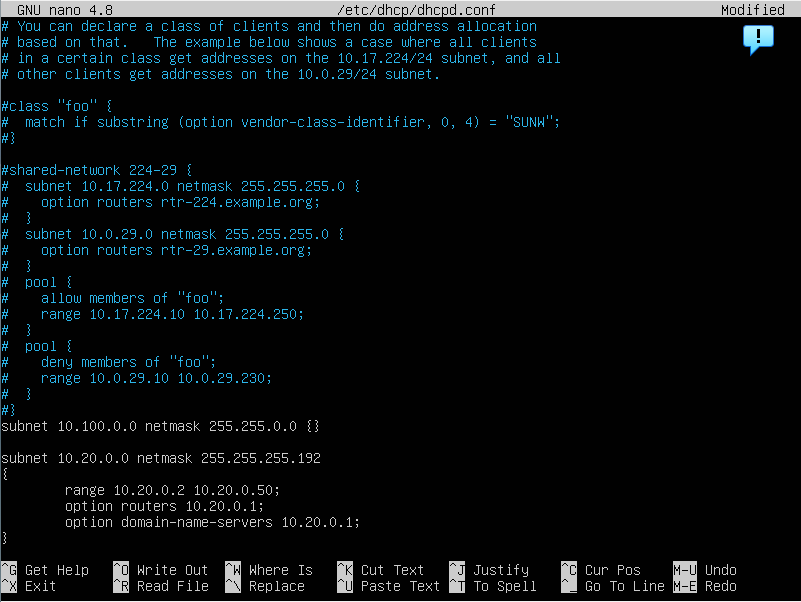 GNU nano 4.8 /etc/dhcp/dhcpd.conf Modified
# You can declare a class of clients and then do address allocation
# based on that.   The example below shows a case where all clients
# in a certain class get addresses on the 10.17.224/24 subnet, and all
# other clients get addresses on the 10.0.29/24 subnet.

#class "foo" {
#  match if substring (option vendor-class-identifier, 0, 4) = "SUNW";
#}

#shared-network 224-29 {
#  subnet 10.17.224.0 netmask 255.255.255.0 {
#    option routers rtr-224.example.org;
#  }
#  subnet 10.0.29.0 netmask 255.255.255.0 {
#    option routers rtr-29.example.org;
#  }
#  pool {
#    allow members of "foo";
#    range 10.17.224.10 10.17.224.250;
#  }
#  pool {
#    deny members of "foo";
#    range 10.0.29.10 10.0.29.230;
#  }
#}
subnet 10.100.0.0 netmask 255.255.0.0 {}

subnet 10.20.0.0 netmask 255.255.255.192
{
        range 10.20.0.2 10.20.0.50;
        option routers 10.20.0.1;
        option domain-name-servers 10.20.0.1;
}

^G Get Help ^O Write Out ^W Where Is ^K Cut Text ^J Justify ^C Cur Pos M-U Undo
^X Exit ^R Read File ^\ Replace ^U Paste Text ^T To Spell ^_ Go To Line M-E Redo